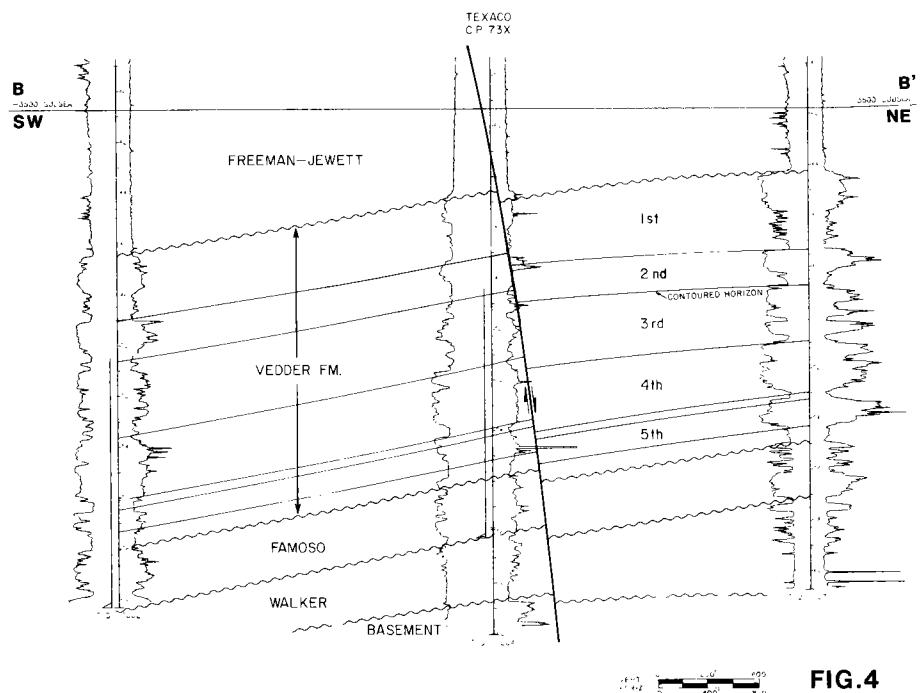 TEXACO
C P 73X
B
B'
SW
NE
FREEMAN–JEWETT
1st
2nd
CONTOURED HORIZON
3rd
VEDDER FM.
4th
5th
FAMOSO
WALKER
BASEMENT
FIG.4